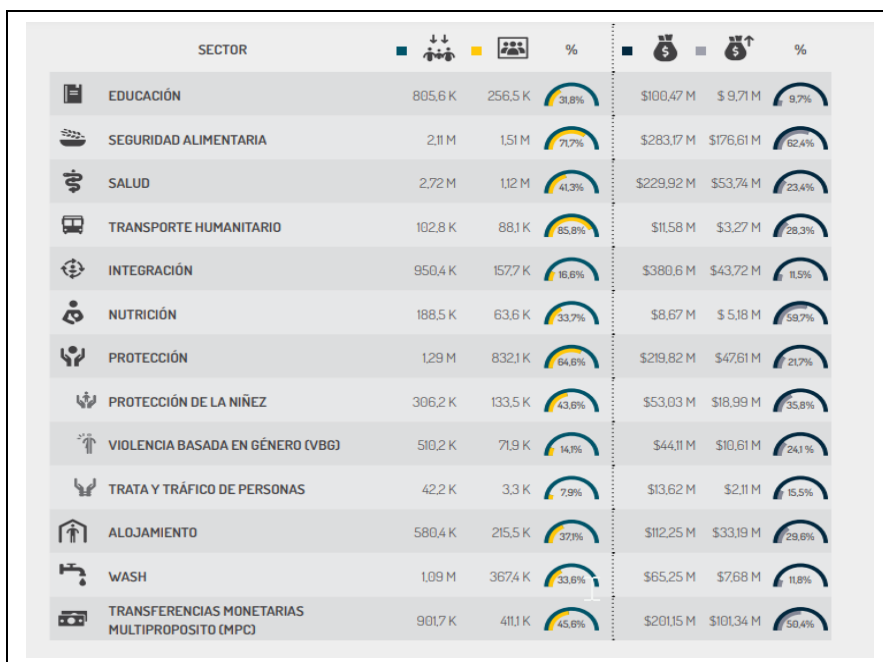 SECTOR % %
EDUCACIÓN 805,6 K 256,5 K 31,8% $100,47 M $ 9,71 M 9,7%
SEGURIDAD ALIMENTARIA 2,11 M 1,51 M 71,7% $283,17 M $176,61 M 62,4%
SALUD 2,72 M 1,12 M 41,3% $229,92 M $53,74 M 23,4%
TRANSPORTE HUMANITARIO 102,8 K 88,1 K 85,8% $11,58 M $3,27 M 28,3%
INTEGRACIÓN 950,4 K 157,7 K 16,6% $380,6 M $43,72 M 11,5%
NUTRICIÓN 188,5 K 63,6 K 33,7% $8,67 M $ 5,18 M 59,7%
PROTECCIÓN 1,29 M 832,1 K 64,6% $219,82 M $47,61 M 21,7%
PROTECCIÓN DE LA NIÑEZ 306,2 K 133,5 K 43,6% $53,03 M $18,99 M 35,8%
VIOLENCIA BASADA EN GÉNERO (VBG) 510,2 K 71,9 K 14,1% $44,11 M $10,61 M 24,1 %
TRATA Y TRÁFICO DE PERSONAS 42,2 K 3,3 K 7,9% $13,62 M $2,11 M 15,5%
ALOJAMIENTO 580,4 K 215,5 K 37,1% $112,25 M $33,19 M 29,6%
WASH 1,09 M 367,4 K 33,6% $65,25 M $7,68 M 11,8%
TRANSFERENCIAS MONETARIAS
MULTIPROPOSITO (MPC) 901,7 K 411,1 K 45,6% $201,15 M $101,34 M 50,4%